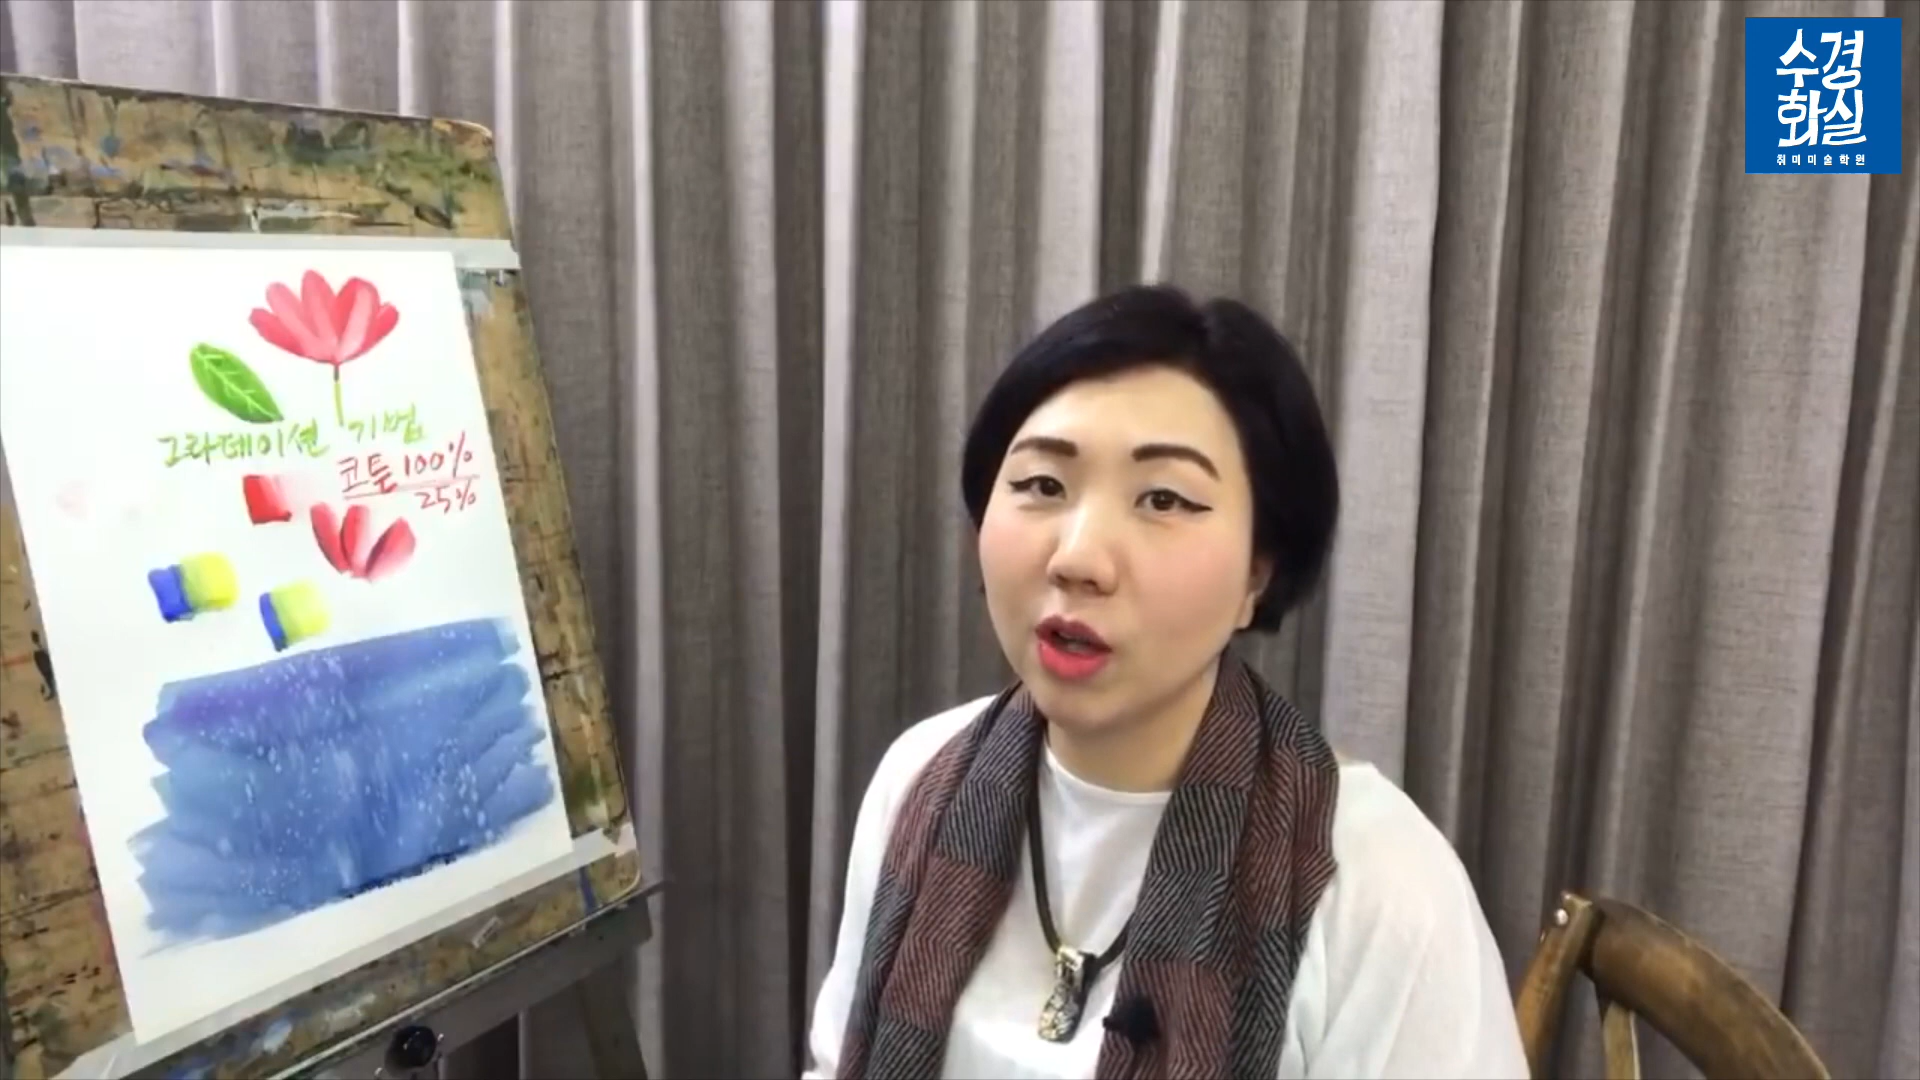 그라데이션 기법
코튼 100%
25%
수경
화실
취미미술학원